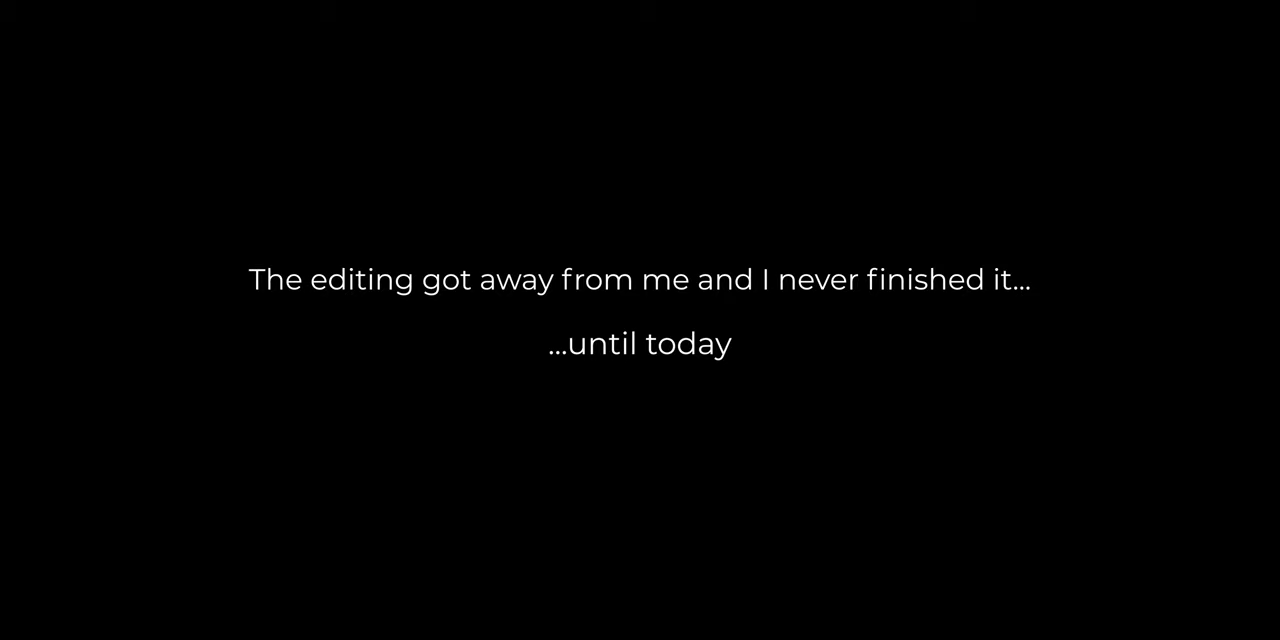 The editing got away from me and I never finished it...
...until today